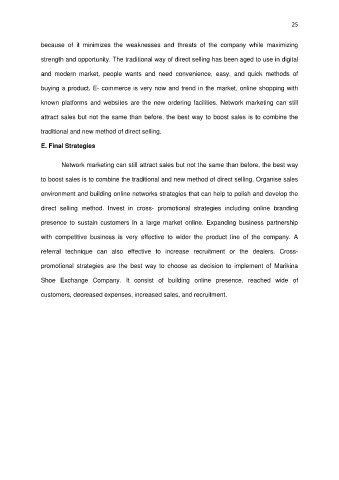 25
because of it minimizes the weaknesses and threats of the company while maximizing
strength and opportunity. The traditional way of direct selling has been aged to use in digital
and modern market, people wants and need convenience, easy, and quick methods of
buying a product. E- commerce is very now and trend in the market, online shopping with
known platforms and websites are the new ordering facilities. Network marketing can still
attract sales but not the same than before, the best way to boost sales is to combine the
traditional and new method of direct selling.
E. Final Strategies
Network marketing can still attract sales but not the same than before, the best way
to boost sales is to combine the traditional and new method of direct selling. Organise sales
environment and building online networks strategies that can help to polish and develop the
direct selling method. Invest in cross- promotional strategies including online branding
presence to sustain customers in a large market online. Expanding business partnership
with competitive business is very effective to wider the product line of the company. A
referral technique can also effective to increase recruitment or the dealers. Cross-
promotional strategies are the best way to choose as decision to implement of Marikina
Shoe Exchange Company. It consist of building online presence, reached wide of
customers, decreased expenses, increased sales, and recruitment.